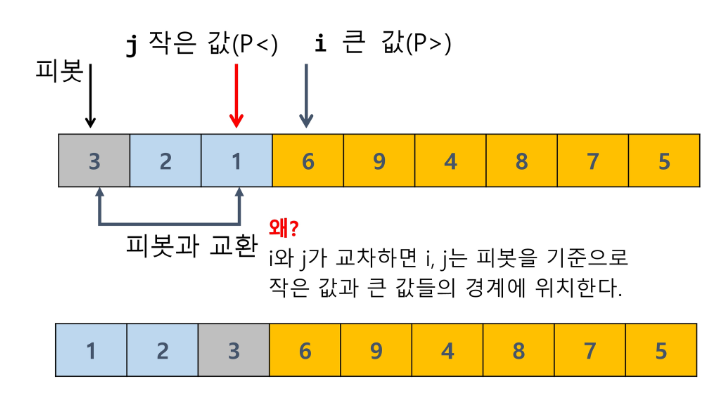 j 작은 값(P<) i 큰 값(P>)
피봇
3 2 1 6 9 4 8 7 5
피봇과 교환
왜?
i와 j가 교차하면 i, j는 피봇을 기준으로
작은 값과 큰 값들의 경계에 위치한다.
1 2 3 6 9 4 8 7 5